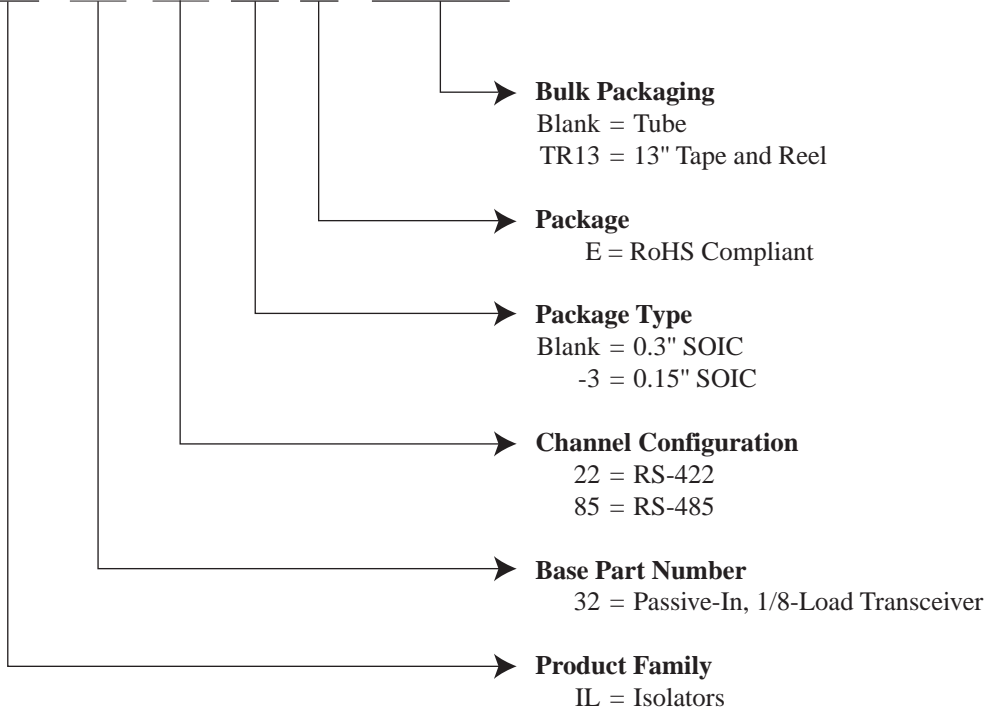 Bulk Packaging
Blank = Tube
TR13 = 13" Tape and Reel
Package
E = RoHS Compliant
Package Type
Blank = 0.3" SOIC
-3 = 0.15" SOIC
Channel Configuration
22 = RS-422
85 = RS-485
Base Part Number
32 = Passive-In, 1/8-Load Transceiver
Product Family
IL = Isolators